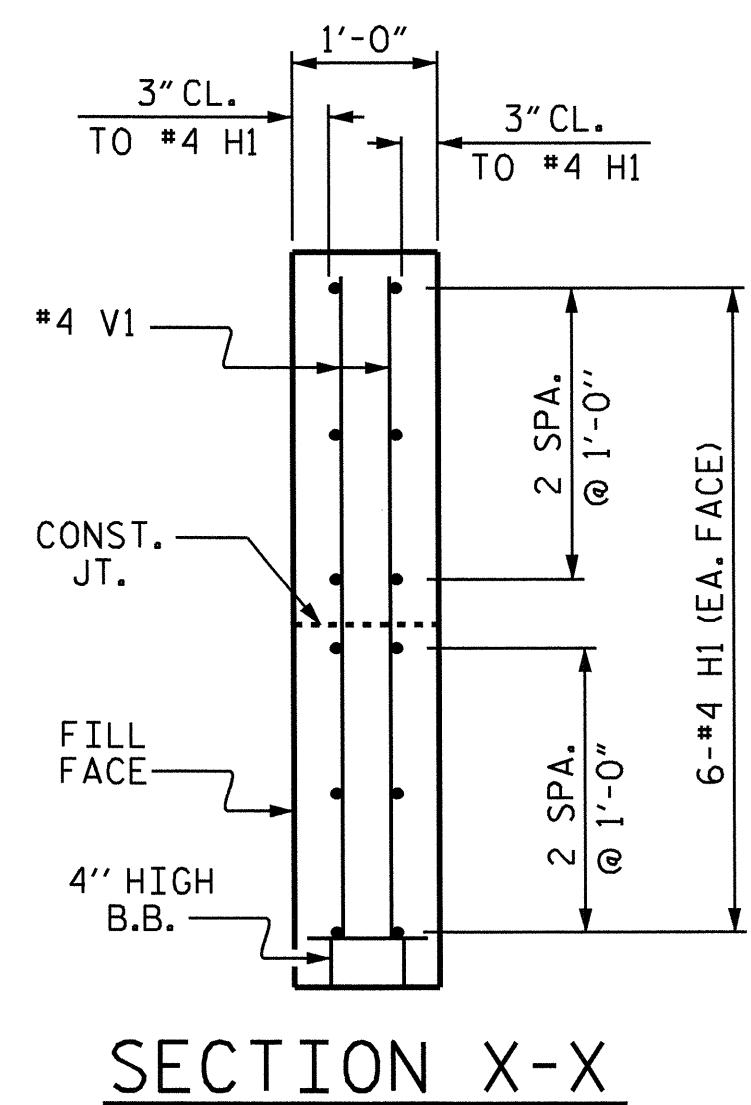 1'-0"
3" CL.
TO #4 H1
3" CL.
TO #4 H1
#4 V1
2 SPA.
@ 1'-0''
6-#4 H1 (EA. FACE)
CONST.
JT.
FILL
FACE
2 SPA.
@ 1'-0"
4'' HIGH
B.B.
SECTION X-X